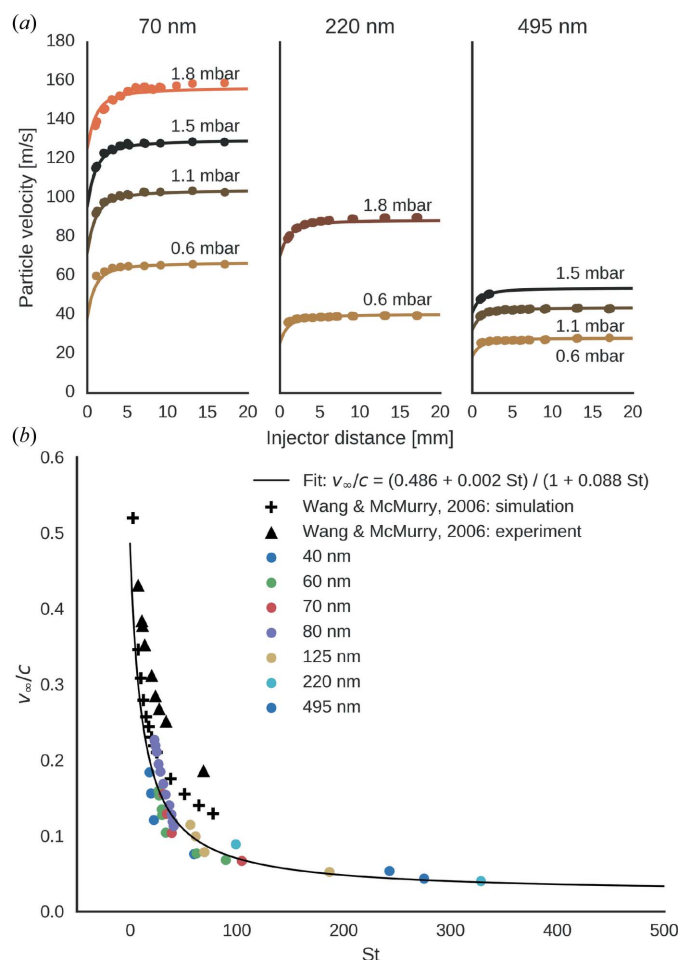 (a)
70 nm
220 nm
495 nm
Particle velocity [m/s]
180
160
140
120
100
80
60
40
20
0
1.8 mbar
1.5 mbar
1.1 mbar
0.6 mbar
1.8 mbar
0.6 mbar
1.5 mbar
1.1 mbar
0.6 mbar
0 5 10 15 20
0 5 10 15 20
0 5 10 15 20
Injector distance [mm]
(b)
v∞/c
0.6
0.5
0.4
0.3
0.2
0.1
0.0
Fit: v∞/c = (0.486 + 0.002 St) / (1 + 0.088 St)
Wang & McMurry, 2006: simulation
Wang & McMurry, 2006: experiment
40 nm
60 nm
70 nm
80 nm
125 nm
220 nm
495 nm
0 100 200 300 400 500
St